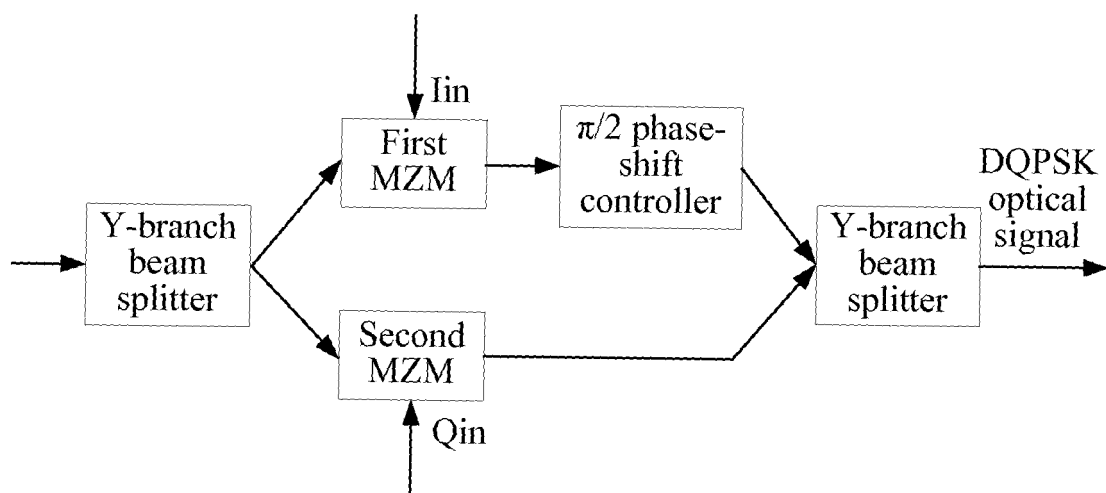 Iin
First
MZM
π/2 phase-
shift
controller
DQPSK
optical
signal
Y-branch
beam
splitter
Y-branch
beam
splitter
Second
MZM
Qin